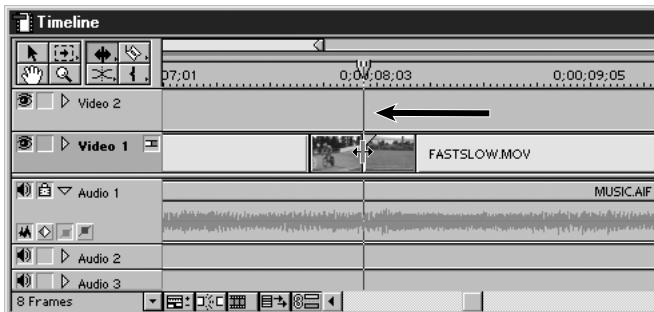 Timeline
07;01 0;00;08;03 0;00;09;05
Video 2
Video 1 FASTSLOW.MOV
Audio 1 MUSIC.AIF
Audio 2
Audio 3
8 Frames